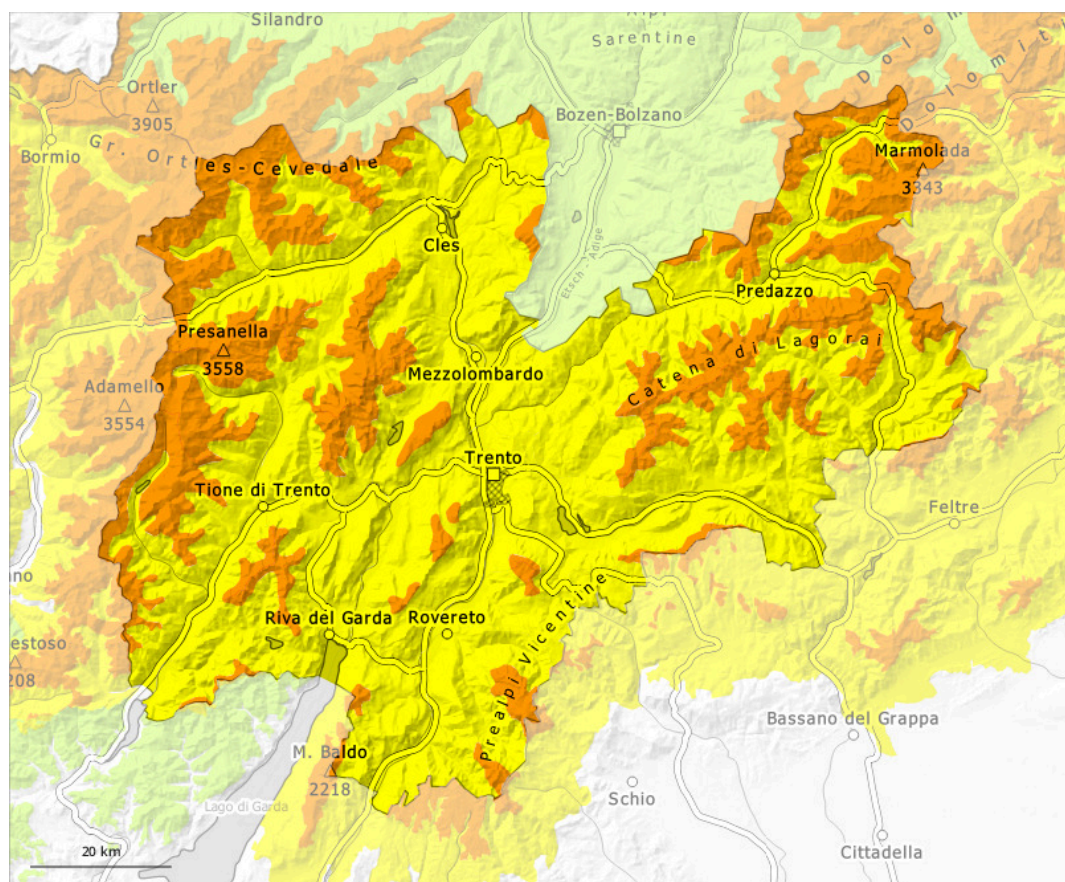 Silandro
Sarentine
Ortler
3905
Bozen-Bolzano
Bormio
Gr. Ortles-Cevedale
Dolomiti
Marmolada
3343
Cles
Etsch - Adige
Predazzo
Presanella
3558
Adamello
3554
Mezzolombardo
Catena di Lagorai
Trento
Tione di Trento
Feltre
Riva del Garda
Rovereto
estoso
208
Prealpi Vicentine
M. Baldo
2218
Bassano del Grappa
Lago di Garda
Schio
20 km
Cittadella